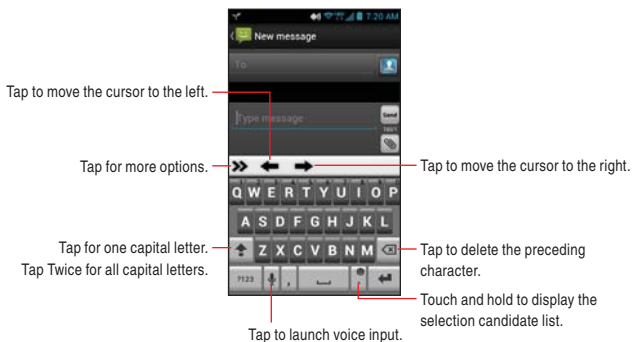 7:20 AM
New message
To
Tap to move the cursor to the left.
Type message
Send
160/1
Tap for more options.
Tap to move the cursor to the right.
Q W E R T Y U I O P
A S D F G H J K L
Tap for one capital letter.
Tap Twice for all capital letters.
Z X C V B N M
Tap to delete the preceding
character.
?123 , .
Touch and hold to display the
selection candidate list.
Tap to launch voice input.